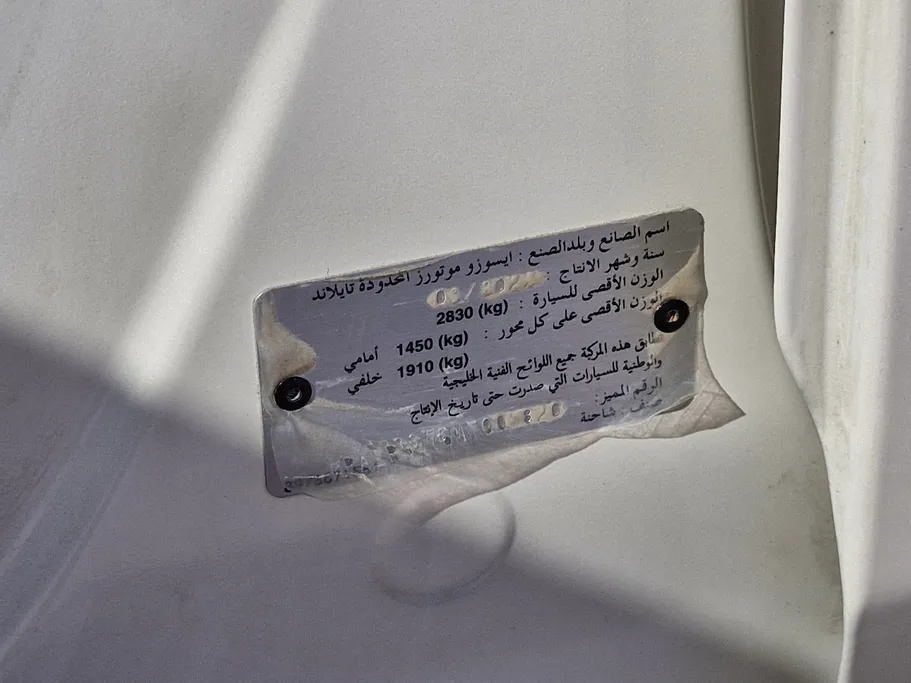 اسم الصانع وبلدالصنع : ايسوزو موتورز المحدودة تايلاند
سنة وشهر الانتاج :
الوزن الأقصى للسيارة : 2830 (kg)
الوزن الأقصى على كل محور : 1450 (kg) أمامي
1910 (kg) خلفي
تطابق هذه المركبة جميع اللوائح الفنية الخليجية
والوطنية للسيارات التي صدرت حتى تاريخ الإنتاج
الرقم المميز:
صنف : شاحنة